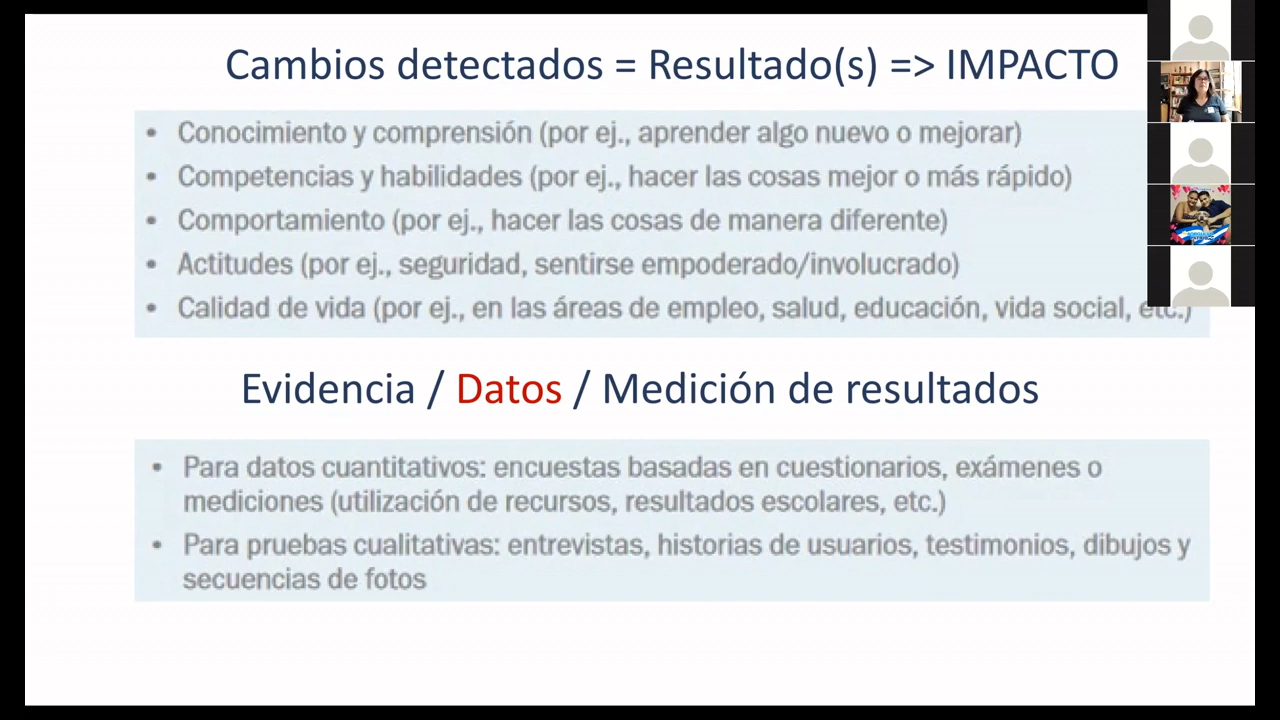 Cambios detectados = Resultado(s) => IMPACTO
• Conocimiento y comprensión (por ej., aprender algo nuevo o mejorar)
• Competencias y habilidades (por ej., hacer las cosas mejor o más rápido)
• Comportamiento (por ej., hacer las cosas de manera diferente)
• Actitudes (por ej., seguridad, sentirse empoderado/involucrado)
• Calidad de vida (por ej., en las áreas de empleo, salud, educación, vida social, etc.)
Evidencia / Datos / Medición de resultados
• Para datos cuantitativos: encuestas basadas en cuestionarios, exámenes o
mediciones (utilización de recursos, resultados escolares, etc.)
• Para pruebas cualitativas: entrevistas, historias de usuarios, testimonios, dibujos y
secuencias de fotos